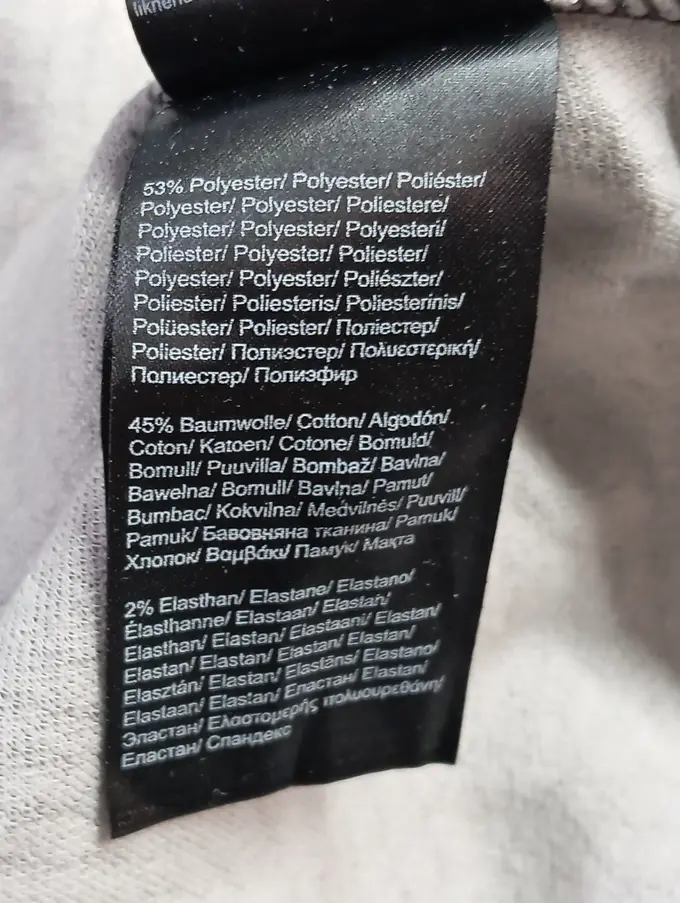 53% Polyester/ Polyester/ Poliéster/
Polyester/ Polyester/ Poliestere/
Polyester/ Polyester/ Polyesteri/
Poliester/ Polyester/ Poliester/
Polyester/ Polyester/ Poliészter/
Poliester/ Poliesteris/ Poliesterinis/
Polüester/ Poliester/ Поліестер/
Poliester/ Полиэстер/ Πολυεστερική/
Полиестер/ Полиэфир
45% Baumwolle/ Cotton/ Algodón/
Coton/ Katoen/ Cotone/ Bomuld/
Bomull/ Puuvilla/ Bombaž/ Bavlna/
Bawełna/ Bomull/ Bavlna/ Pamut/
Bumbac/ Kokvilna/ Medvilnės/ Puuvill/
Pamuk/ Бавовняна тканина/ Pamuk/
Хлопок/ Βαμβάκι/ Памук/ Мақта
2% Elasthan/ Elastane/ Elastano/
Élasthanne/ Elastaan/ Elastan/
Elasthan/ Elastan/ Elastaani/ Elastan/
Elastan/ Elastan/ Elastan/ Elastan/
Elasztán/ Elastan/ Elastāns/ Elastano/
Elastaan/ Elastan/ Еластан/ Elastan/
Эластан/ Ελαστομερής πολυουρεθάνη/
Еластан/ Спандекс